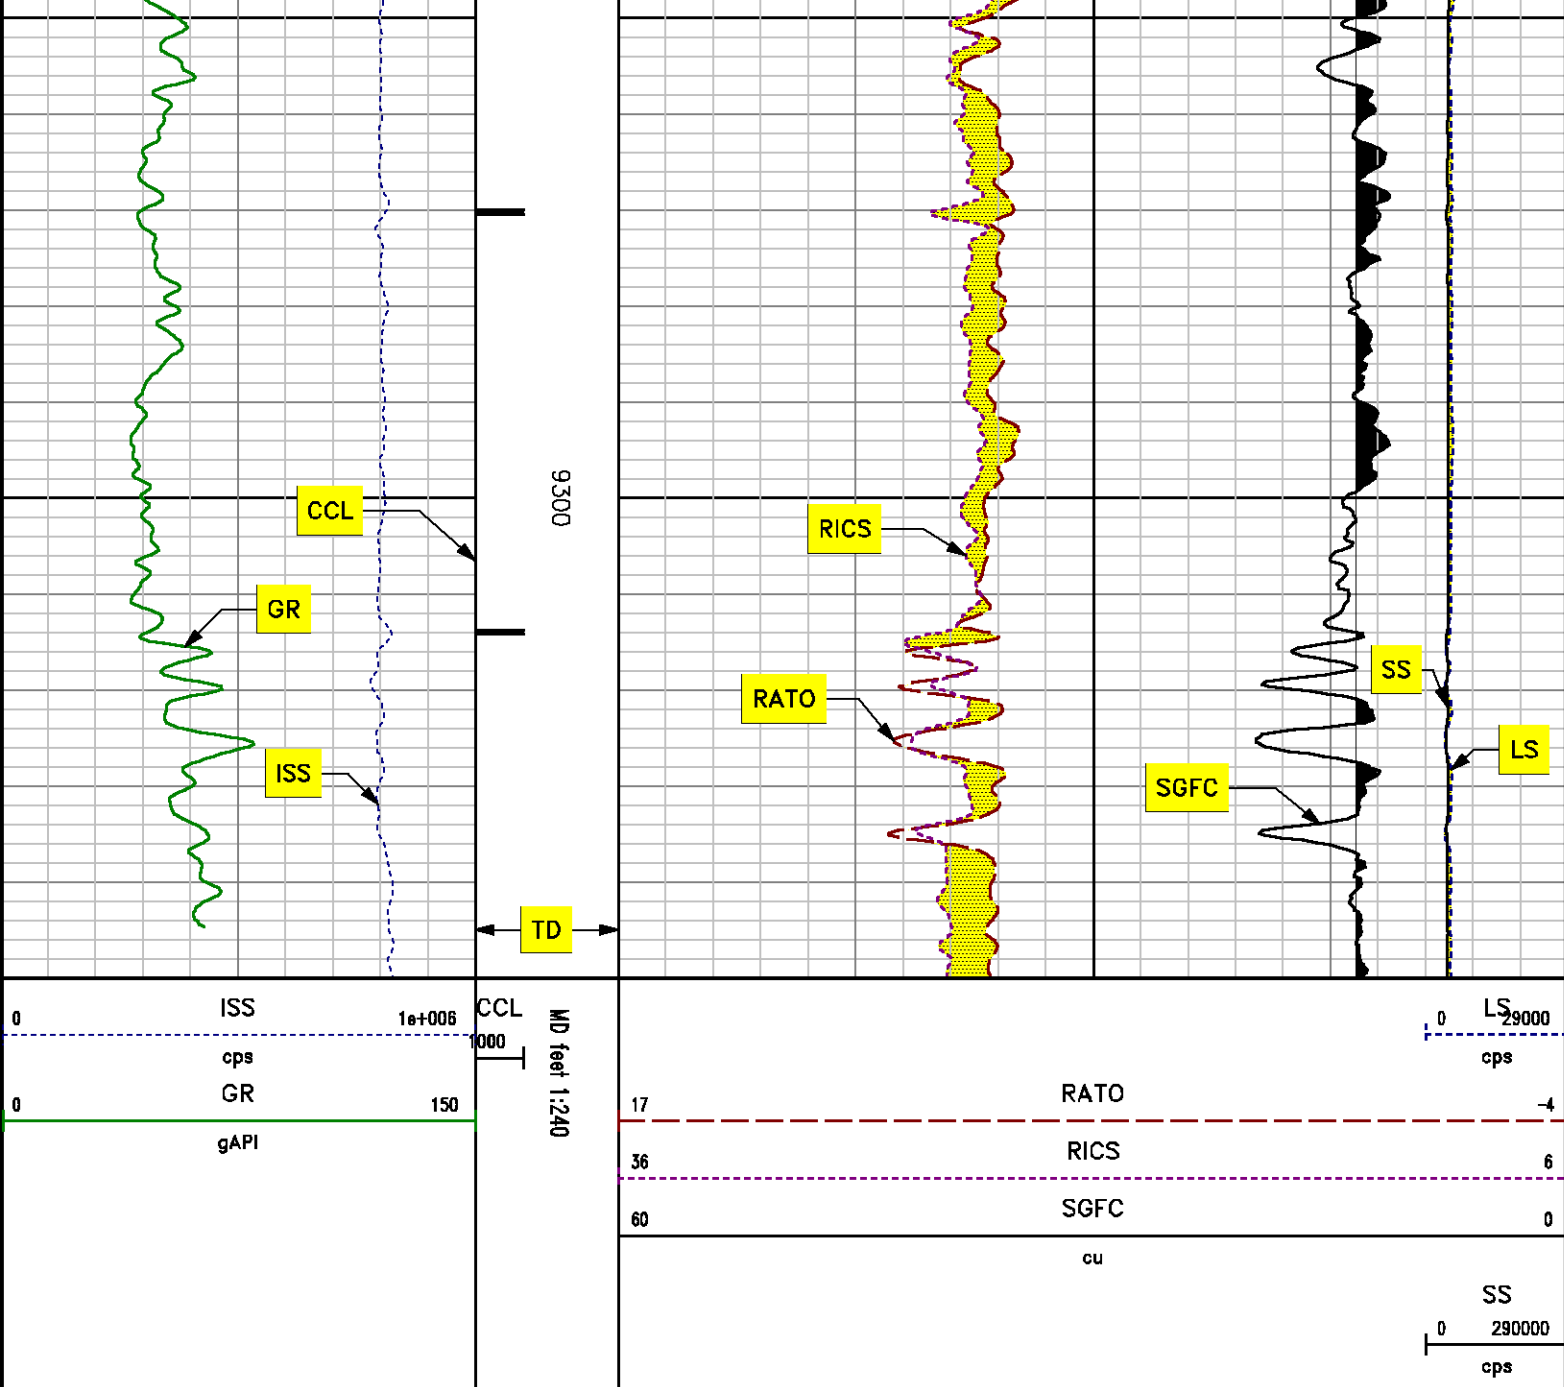 9300
CCL
RICS
GR
SS
RATO
LS
ISS
SGFC
TD
ISS
0 1e+006
cps
GR
0 150
gAPI
CCL
1000
MD feet 1:240
LS
0 29000
cps
RATO
17 -4
RICS
36 6
SGFC
60 0
cu
SS
0 290000
cps